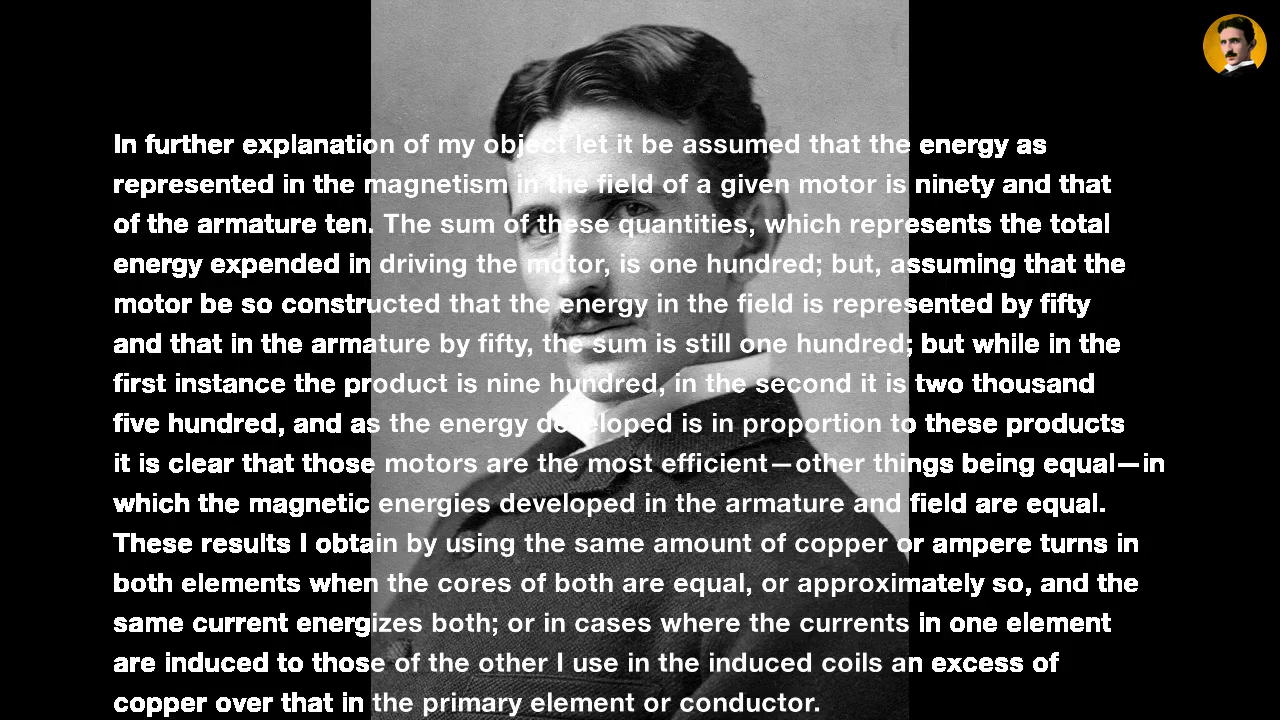 In further explanation of my object let it be assumed that the energy as
represented in the magnetism in the field of a given motor is ninety and that
of the armature ten. The sum of these quantities, which represents the total
energy expended in driving the motor, is one hundred; but, assuming that the
motor be so constructed that the energy in the field is represented by fifty
and that in the armature by fifty, the sum is still one hundred; but while in the
first instance the product is nine hundred, in the second it is two thousand
five hundred, and as the energy developed is in proportion to these products
it is clear that those motors are the most efficient—other things being equal—in
which the magnetic energies developed in the armature and field are equal.
These results I obtain by using the same amount of copper or ampere turns in
both elements when the cores of both are equal, or approximately so, and the
same current energizes both; or in cases where the currents in one element
are induced to those of the other I use in the induced coils an excess of
copper over that in the primary element or conductor.